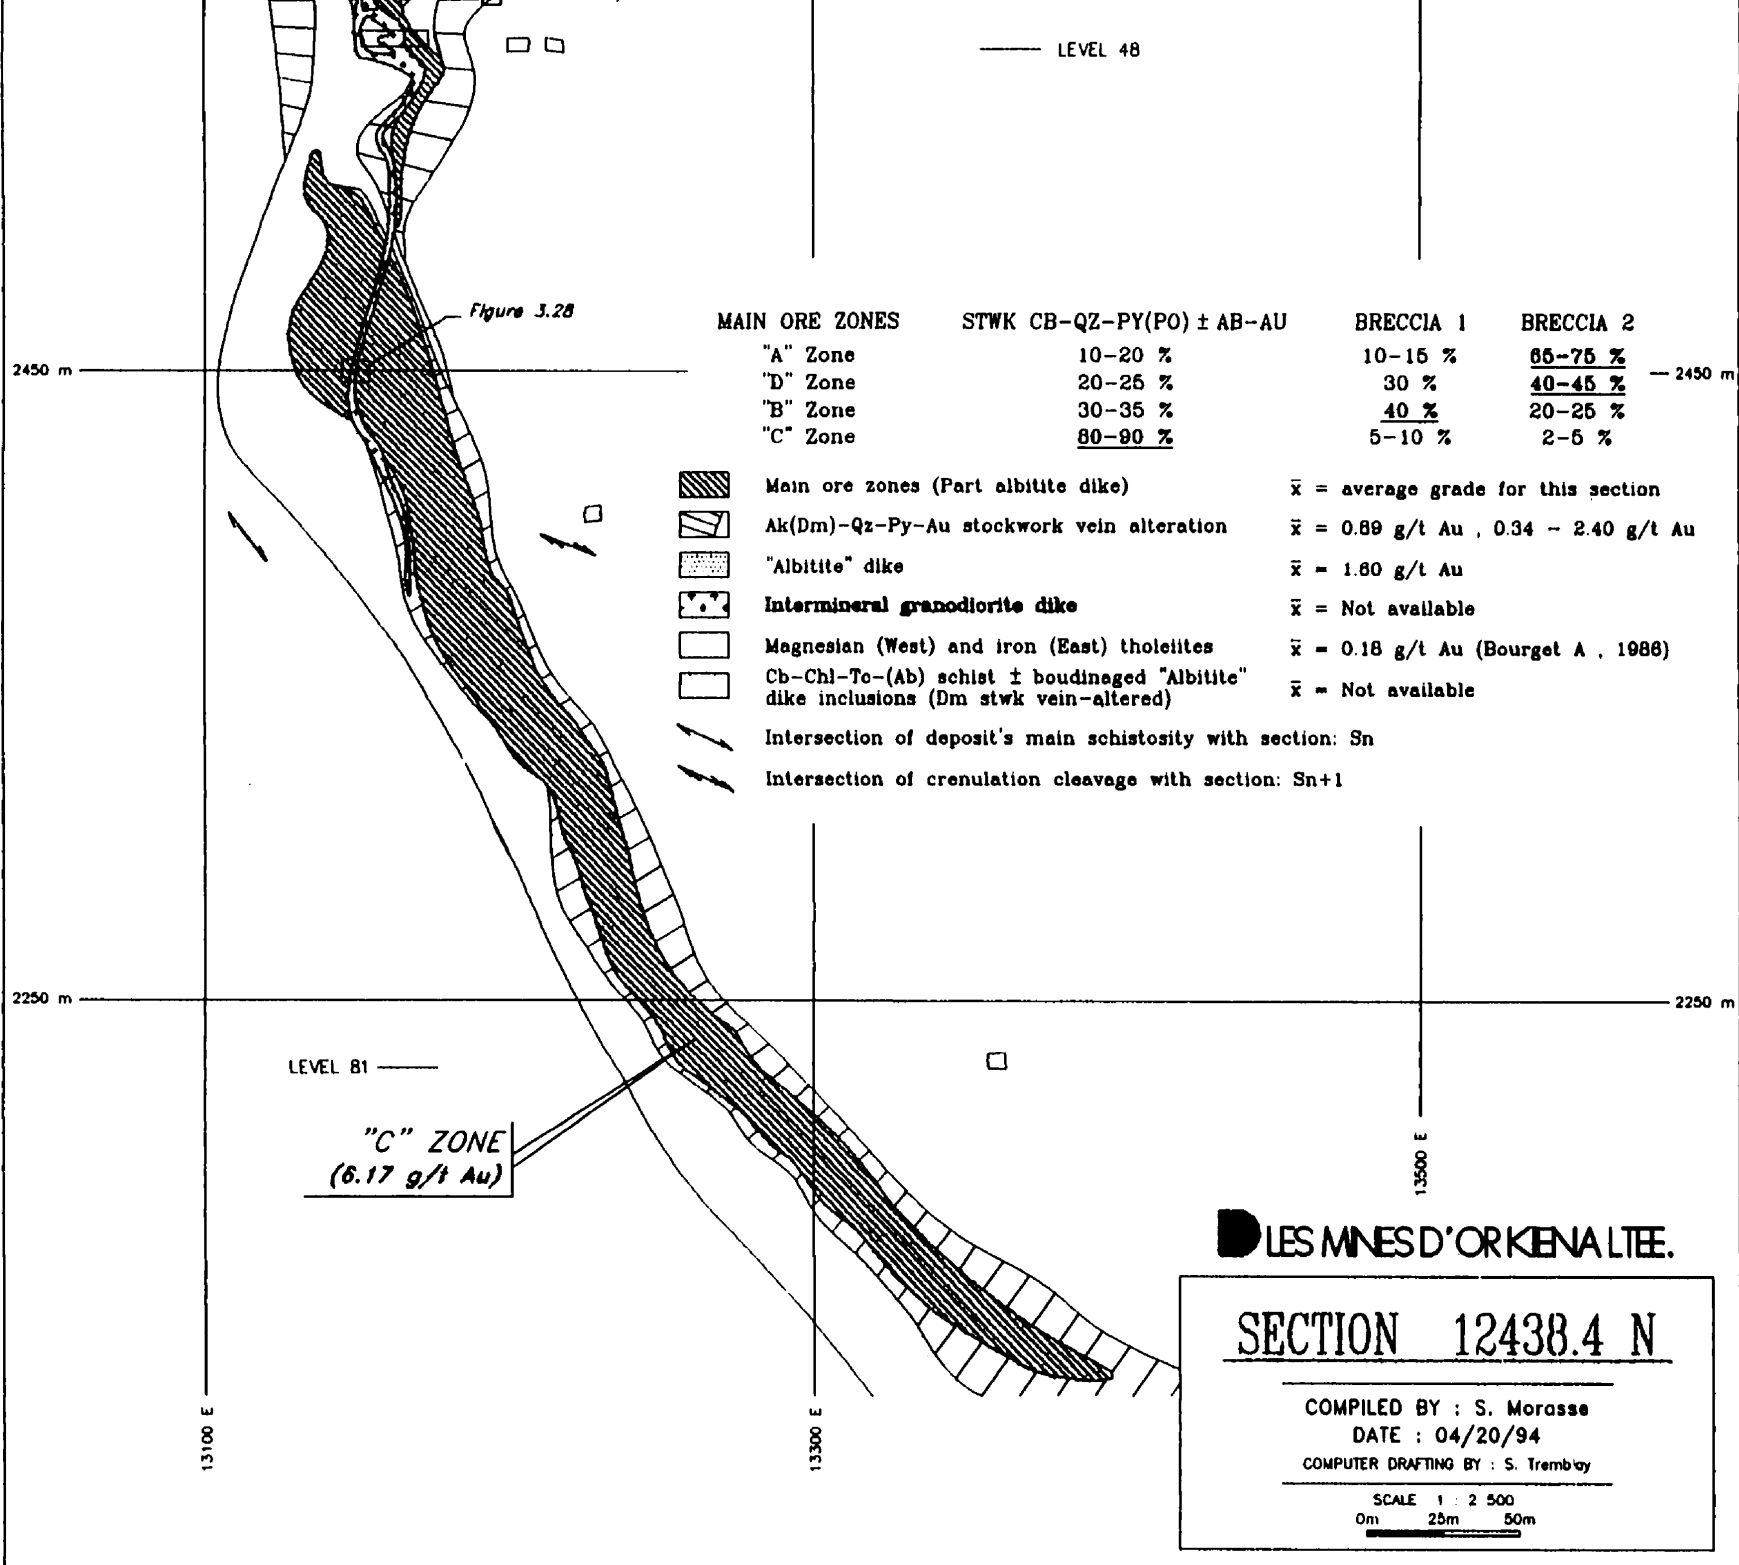 LEVEL 48
Figure 3.28
MAIN ORE ZONES STWK CB-QZ-PY(PO) ± AB-AU BRECCIA 1 BRECCIA 2
"A" Zone 10-20 % 10-15 % 65-75 %
2450 m 2450 m
"D" Zone 20-25 % 30 % 40-45 %
"B" Zone 30-35 % 40 % 20-25 %
"C" Zone 80-90 % 5-10 % 2-5 %
Main ore zones (Part albitite dike) x̄ = average grade for this section
Ak(Dm)-Qz-Py-Au stockwork vein alteration x̄ = 0.89 g/t Au , 0.34 - 2.40 g/t Au
"Albitite" dike x̄ = 1.60 g/t Au
Intermineral granodiorite dike x̄ = Not available
Magnesian (West) and iron (East) tholeiites x̄ = 0.18 g/t Au (Bourget A , 1986)
Cb-Chl-Tc-(Ab) schist ± boudinaged "Albitite"
dike inclusions (Dm stwk vein-altered) x̄ = Not available
Intersection of deposit's main schistosity with section: Sn
Intersection of crenulation cleavage with section: Sn+1
2250 m 2250 m
LEVEL 81
"C" ZONE
(6.17 g/t Au)
13100 E
13300 E
13500 E
LES MINES D'OR KIENA LTEE.
SECTION 12438.4 N
COMPILED BY : S. Morasse
DATE : 04/20/94
COMPUTER DRAFTING BY : S. Tremblay
SCALE 1 : 2 500
0m 25m 50m